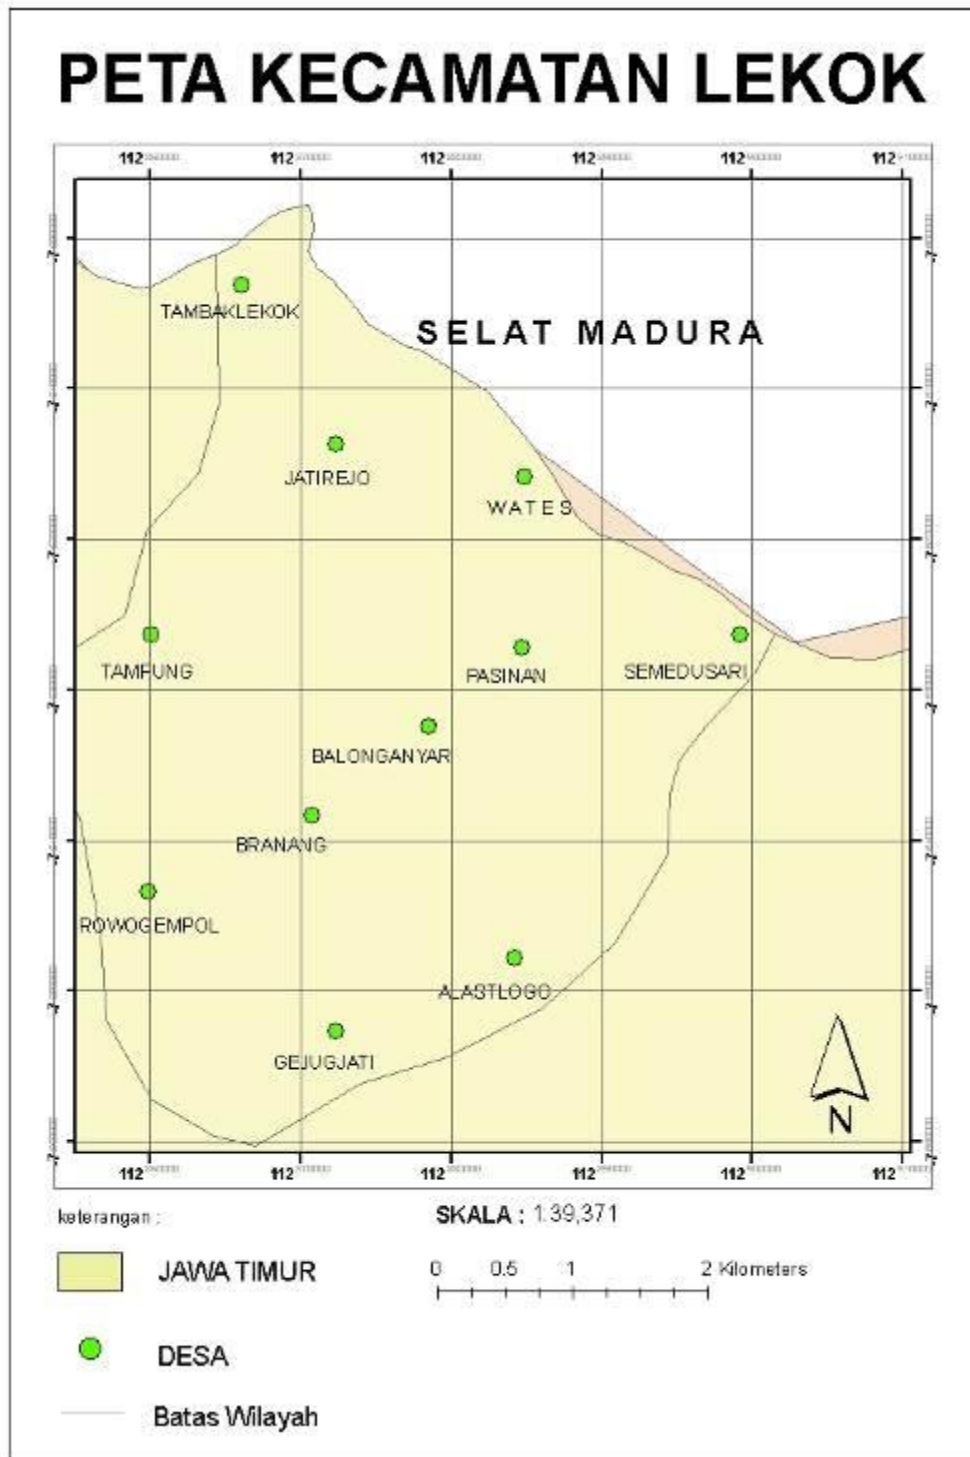 PETA KECAMATAN LEKOK
112 112 112 112 112 112
TAMBAKLEKOK
SELAT MADURA
JATIREJO
WATES
TAMPUNG
PASINAN
SEMEDUSARI
BALONGANYAR
BRANANG
ROWOGEMPOL
ALASTLOGO
GEJUGJATI
N
112 112 112 112 112 112
keterangan :
SKALA : 1:39,371
JAWA TIMUR
0 0.5 1 2 Kilometers
DESA
Batas Wilayah